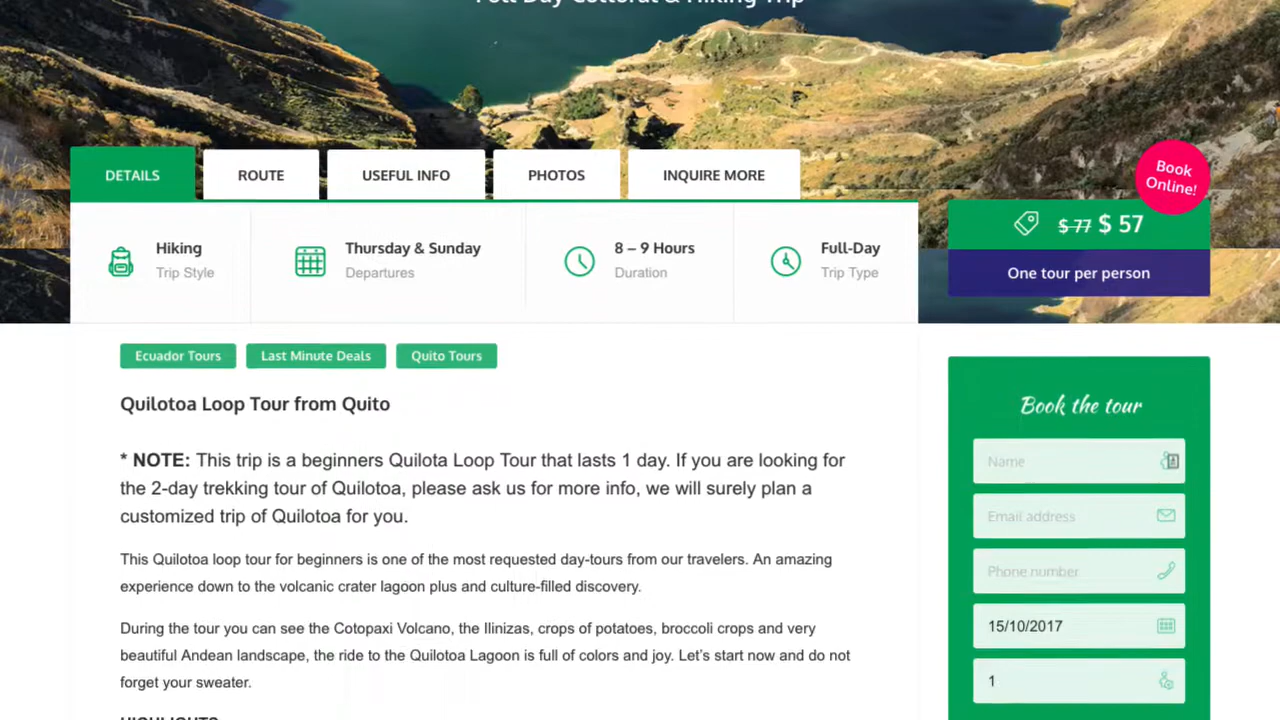 Full Day Cultural & Hiking Trip
DETAILS
ROUTE
USEFUL INFO
PHOTOS
INQUIRE MORE
Book
Online!
$ 77 $ 57
One tour per person
Hiking
Trip Style
Thursday & Sunday
Departures
8 – 9 Hours
Duration
Full-Day
Trip Type
Ecuador Tours
Last Minute Deals
Quito Tours
Quilotoa Loop Tour from Quito
* NOTE: This trip is a beginners Quilota Loop Tour that lasts 1 day. If you are looking for
the 2-day trekking tour of Quilotoa, please ask us for more info, we will surely plan a
customized trip of Quilotoa for you.
This Quilotoa loop tour for beginners is one of the most requested day-tours from our travelers. An amazing
experience down to the volcanic crater lagoon plus and culture-filled discovery.
During the tour you can see the Cotopaxi Volcano, the Ilinizas, crops of potatoes, broccoli crops and very
beautiful Andean landscape, the ride to the Quilotoa Lagoon is full of colors and joy. Let's start now and do not
forget your sweater.
HIGHLIGHTS
Book the tour
Name
Email address
Phone number
15/10/2017
1